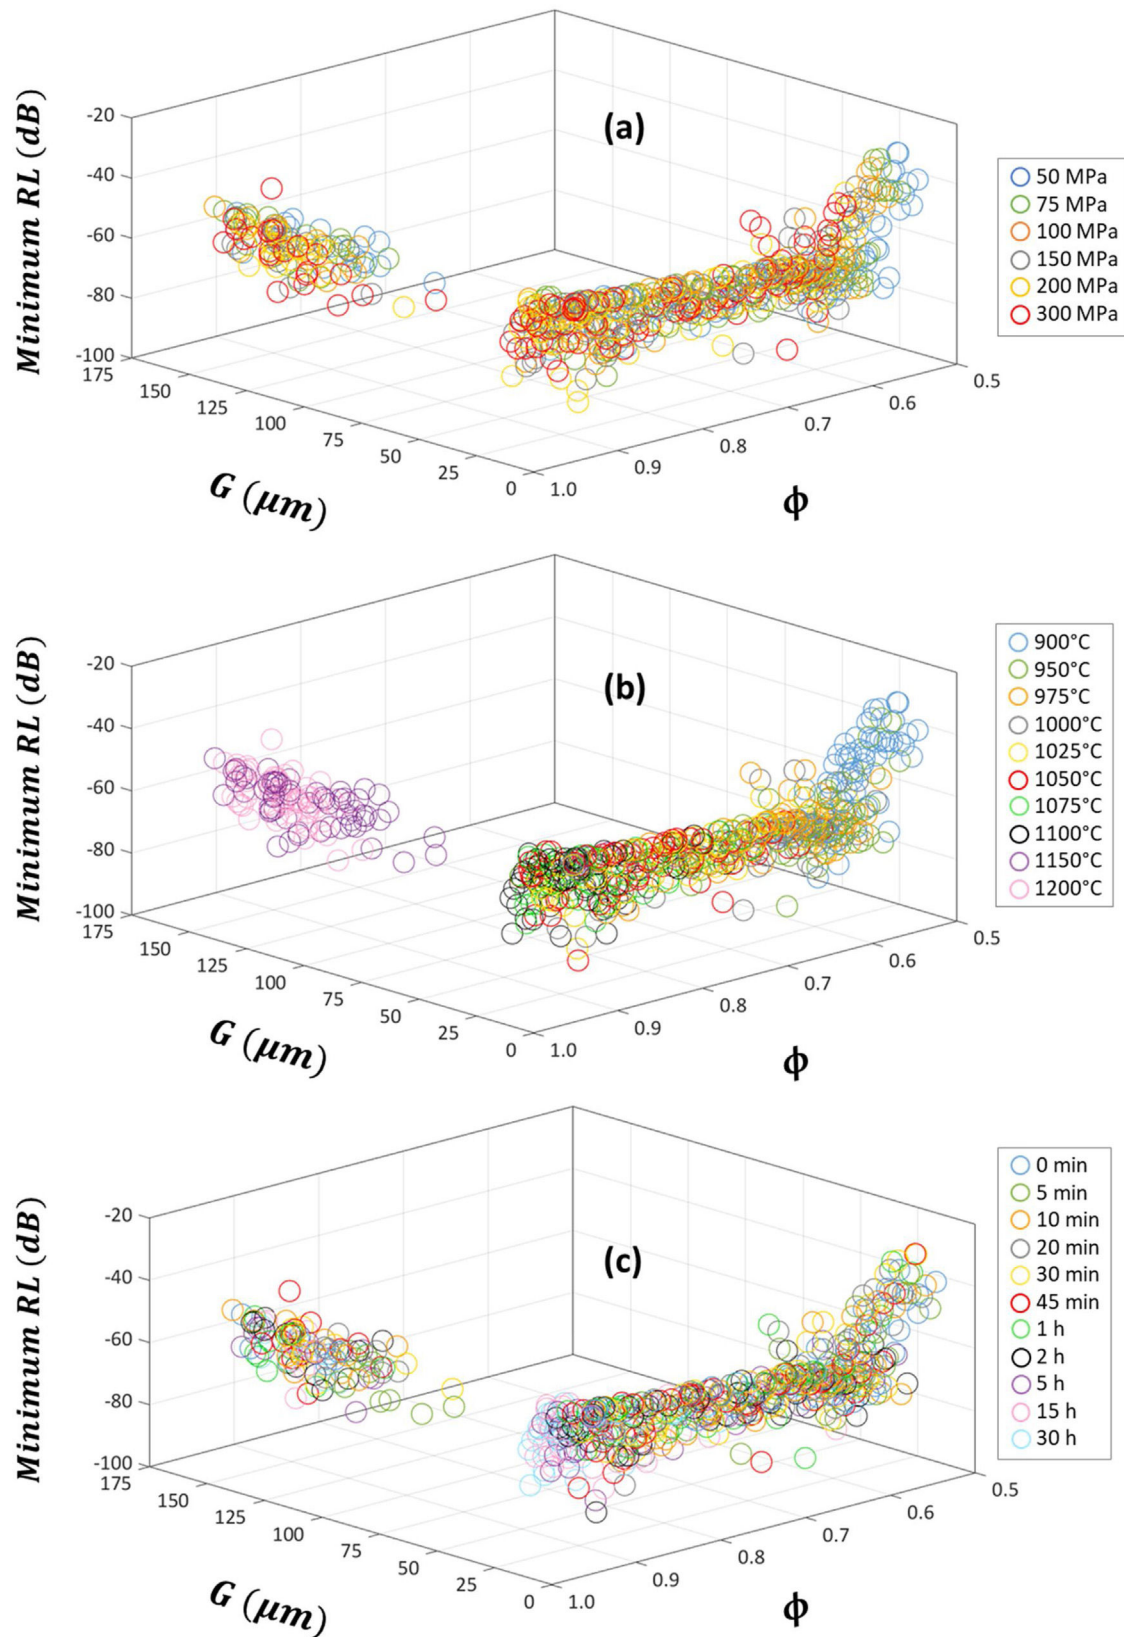 Minimum RL (dB)
-20
-40
-60
-80
-100
175
150
125
100
75
50
25
0
G (μm)
1.0
0.9
0.8
0.7
0.6
0.5
ϕ
(a)
50 MPa
75 MPa
100 MPa
150 MPa
200 MPa
300 MPa
Minimum RL (dB)
-20
-40
-60
-80
-100
175
150
125
100
75
50
25
0
G (μm)
1.0
0.9
0.8
0.7
0.6
0.5
ϕ
(b)
900°C
950°C
975°C
1000°C
1025°C
1050°C
1075°C
1100°C
1150°C
1200°C
Minimum RL (dB)
-20
-40
-60
-80
-100
175
150
125
100
75
50
25
0
G (μm)
1.0
0.9
0.8
0.7
0.6
0.5
ϕ
(c)
0 min
5 min
10 min
20 min
30 min
45 min
1 h
2 h
5 h
15 h
30 h